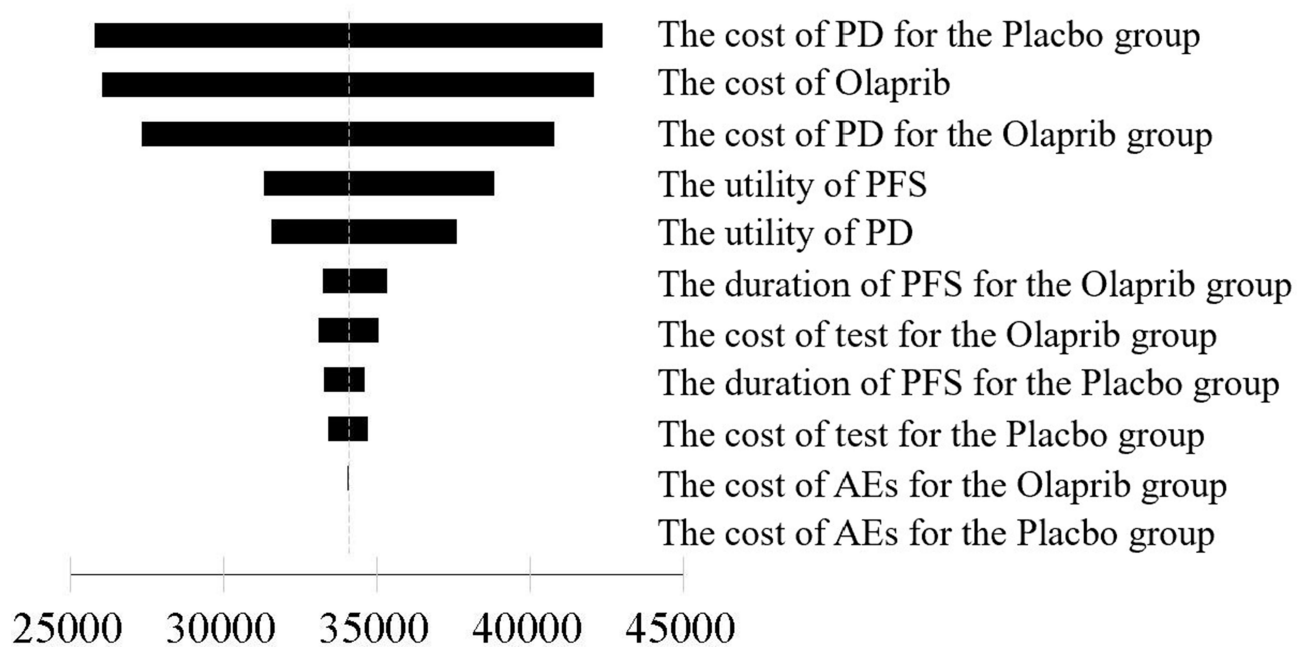 The cost of PD for the Placbo group
The cost of Olaprib
The cost of PD for the Olaprib group
The utility of PFS
The utility of PD
The duration of PFS for the Olaprib group
The cost of test for the Olaprib group
The duration of PFS for the Placbo group
The cost of test for the Placbo group
The cost of AEs for the Olaprib group
The cost of AEs for the Placbo group
25000 30000 35000 40000 45000